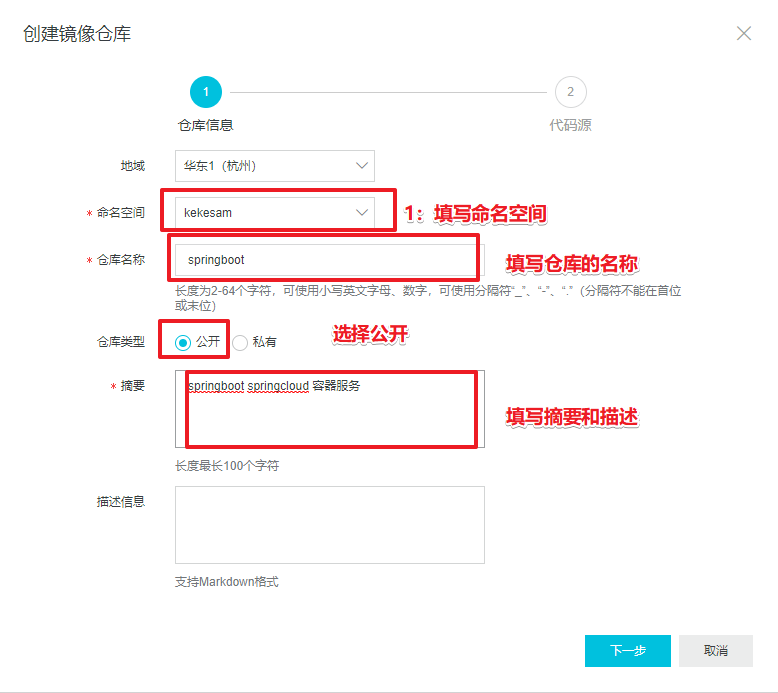 创建镜像仓库
1
2
仓库信息
代码源
地域
华东1（杭州）
* 命名空间
kekesam
1：填写命名空间
* 仓库名称
springboot
填写仓库的名称
长度为2-64个字符，可使用小写英文字母、数字，可使用分隔符“_”、“-”、“.”（分隔符不能在首位
或末位）
仓库类型
公开
私有
选择公开
* 摘要
springboot springcloud 容器服务
填写摘要和描述
长度最长100个字符
描述信息
支持Markdown格式
下一步
取消